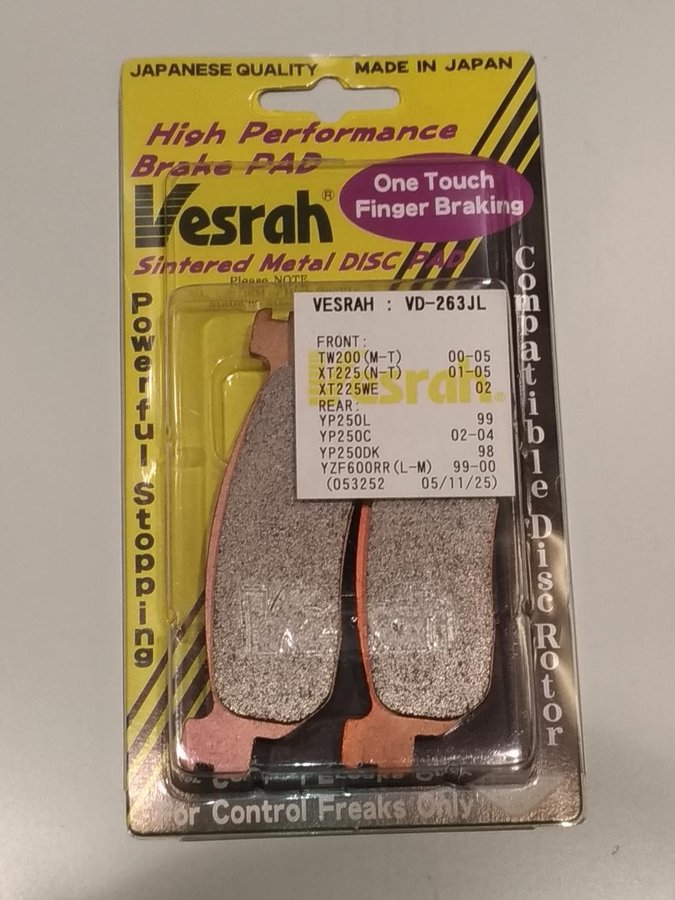 JAPANESE QUALITY MADE IN JAPAN
High Performance
Brake PAD
Vesrah®
One Touch
Finger Braking
Sintered Metal DISC PAD
Please NOTE
Powerful Stopping
Compatible Disc Rotor
VESRAH : VD-263JL
FRONT:
TW200(M-T) 00-05
XT225(N-T) 01-05
XT225WE 02
REAR:
YP250L 99
YP250C 02-04
YP250DK 98
YZF600RR(L-M) 99-00
(053252 05/11/25)
For Control Freaks Only